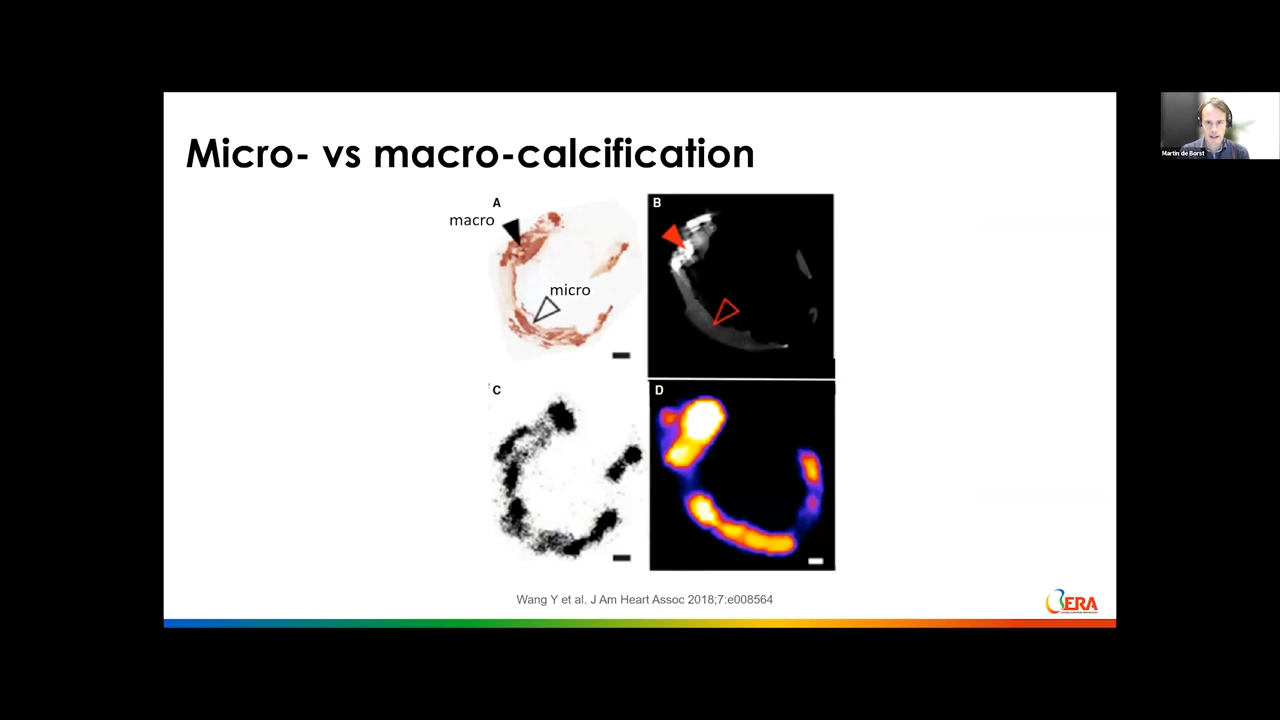 Micro- vs macro-calcification
A
macro
micro
B
C
D
Wang Y et al. J Am Heart Assoc 2018;7:e008564
ERA
Martin de Borst